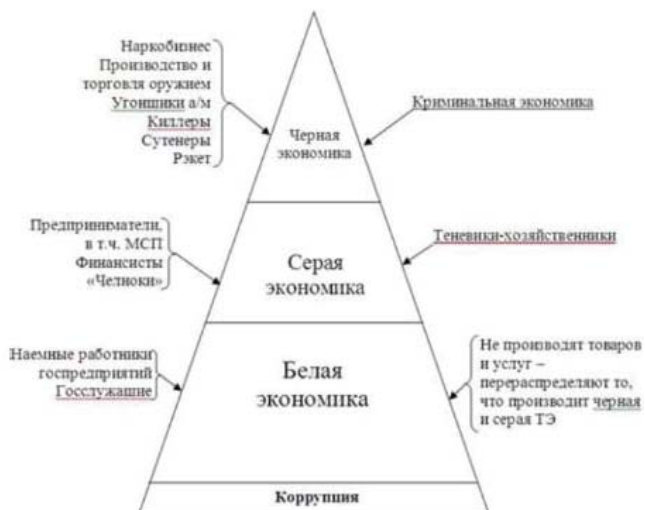 Наркобизнес
Производство и
торговля оружием
Угонщики а/м
Киллеры
Сутенеры
Рэкет
Черная
экономика
Криминальная экономика
Предприниматели,
в т.ч. МСП
Финансисты
«Челноки»
Серая
экономика
Теневики-хозяйственники
Наемные работники
госпредприятий
Госслужащие
Белая
экономика
Не производят товаров
и услуг –
перераспределяют то,
что производит черная
и серая ТЭ
Коррупция